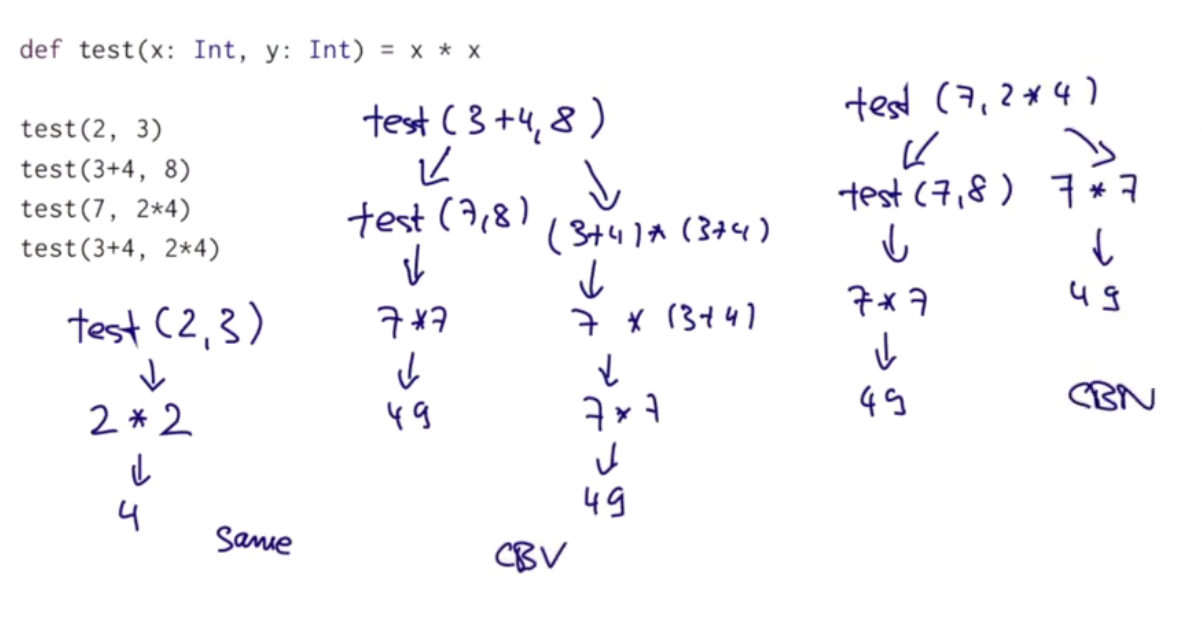 def test(x: Int, y: Int) = x * x
test(2, 3)
test(3+4, 8)
test(7, 2*4)
test(3+4, 2*4)
test (2,3)
↓
2 * 2
↓
4
same
test (3+4, 8)
↙ ↘
test (7,8) (3+4) * (3+4)
↓ ↓
7*7 7 * (3+4)
↓ ↓
49 7*7
↓
49
CBV
test (7, 2*4)
↙ ↘
test (7,8) 7*7
↓ ↓
7*7 49
↓
49
CBN